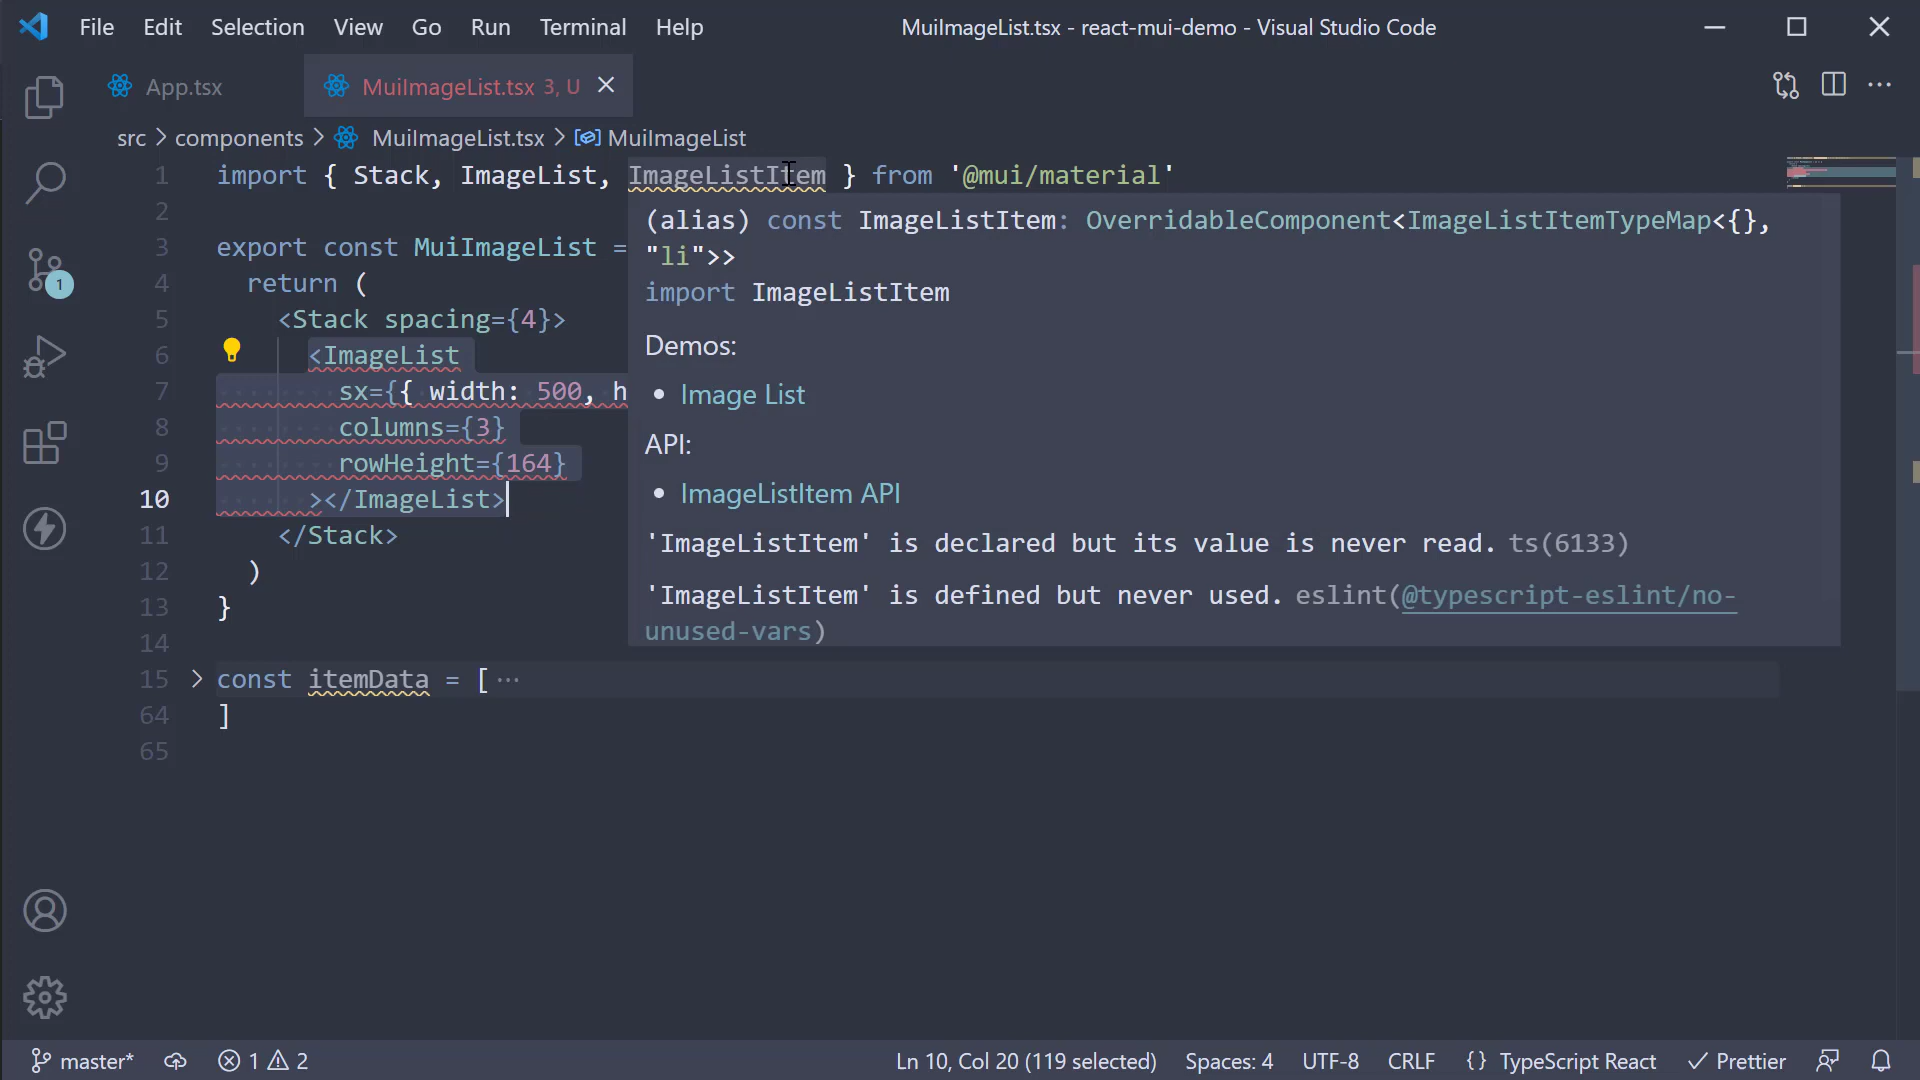 File Edit Selection View Go Run Terminal Help MuiImageList.tsx - react-mui-demo - Visual Studio Code
App.tsx MuiImageList.tsx 3, U
src > components > MuiImageList.tsx > MuiImageList
1 import { Stack, ImageList, ImageListItem } from '@mui/material'
2
3 export const MuiImageList =
4 return (
5 <Stack spacing={4}>
6 <ImageList
7 sx={{ width: 500, h
8 columns={3}
9 rowHeight={164}
10 ></ImageList>
11 </Stack>
12 )
13 }
14
15 const itemData = [ ···
64 ]
65
(alias) const ImageListItem: OverridableComponent<ImageListItemTypeMap<{},
"li">>
import ImageListItem
Demos:
• Image List
API:
• ImageListItem API
'ImageListItem' is declared but its value is never read. ts(6133)
'ImageListItem' is defined but never used. eslint(@typescript-eslint/no-
unused-vars)
1
master* 1 2 Ln 10, Col 20 (119 selected) Spaces: 4 UTF-8 CRLF {} TypeScript React Prettier